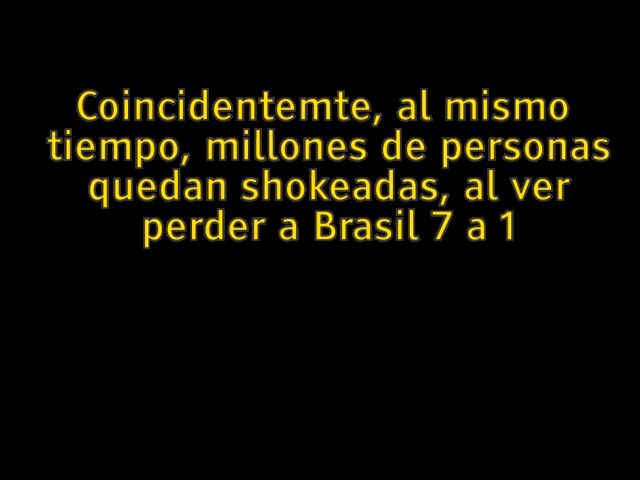 Coincidentemte, al mismo
tiempo, millones de personas
quedan shokeadas, al ver
perder a Brasil 7 a 1